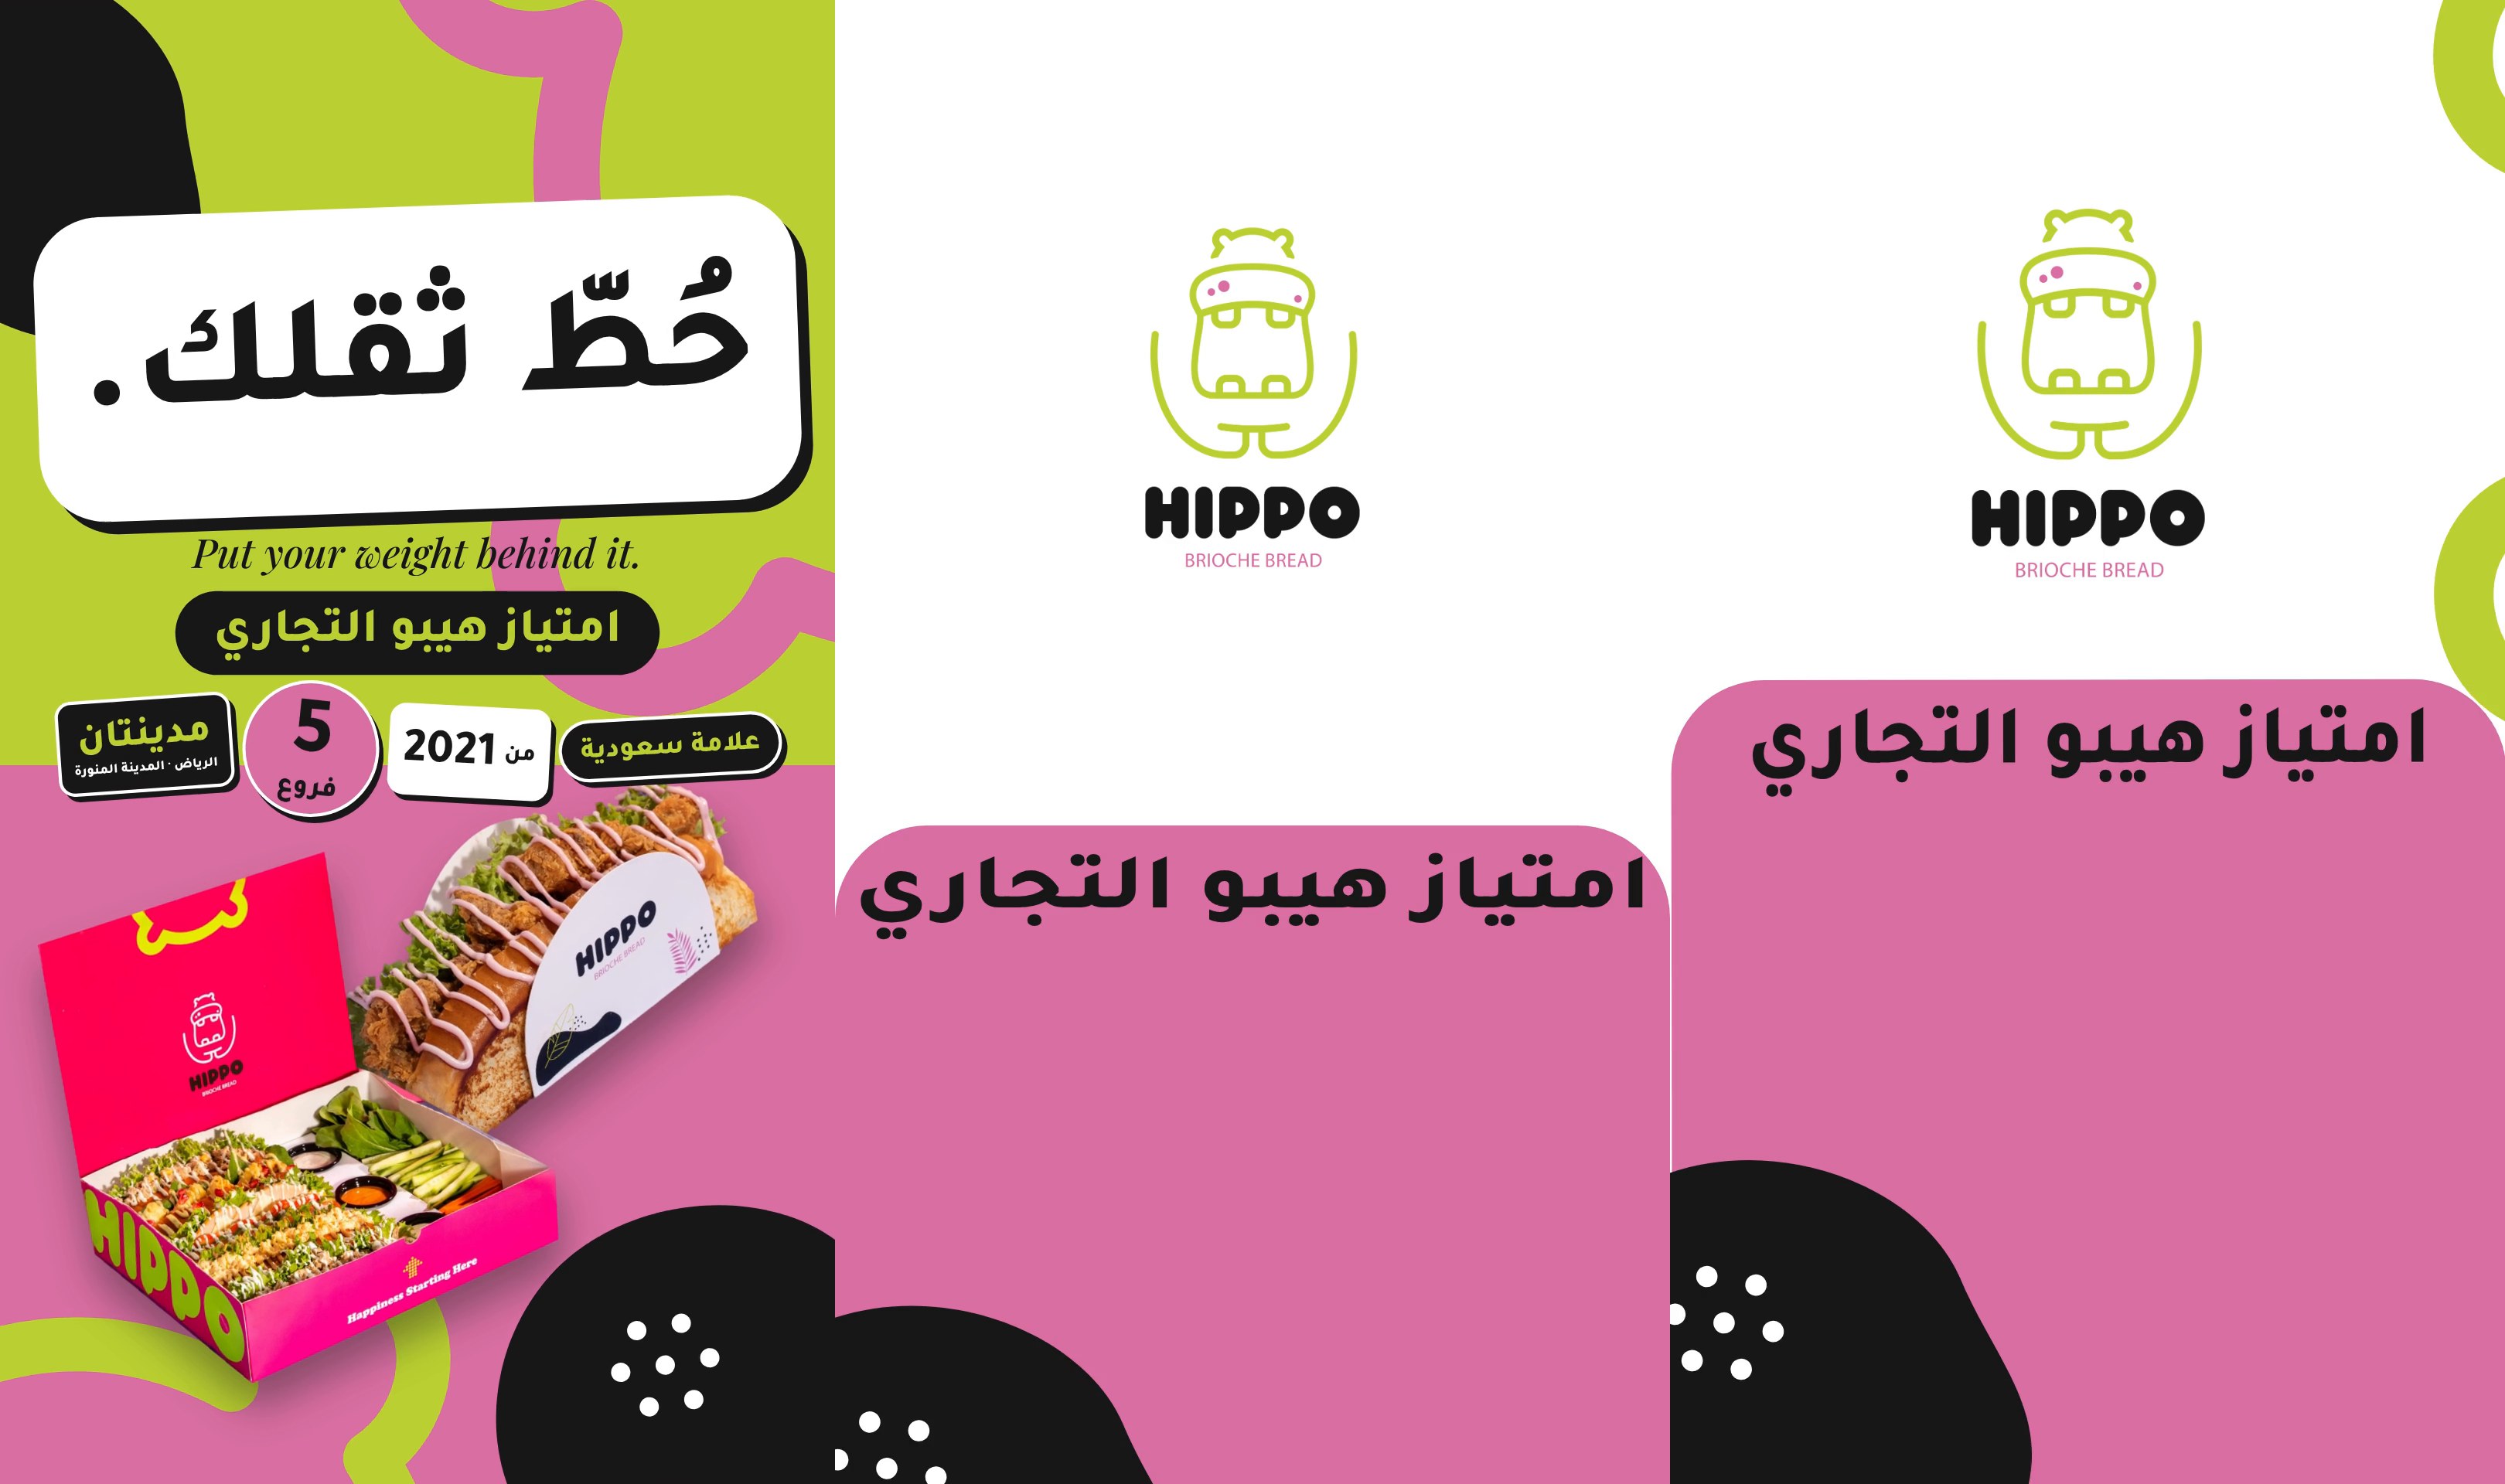 حُطّ ثقلك.
Put your weight behind it.
امتياز هيبو التجاري
علامة سعودية
من 2021
5
فروع
مدينتان
الرياض · المدينة المنورة
HIPPO
BRIOCHE BREAD
HIPPO
BRIOCHE BREAD
HIPPO
Happiness Starting Here
HIPPO
BRIOCHE BREAD
امتياز هيبو التجاري
HIPPO
BRIOCHE BREAD
امتياز هيبو التجاري